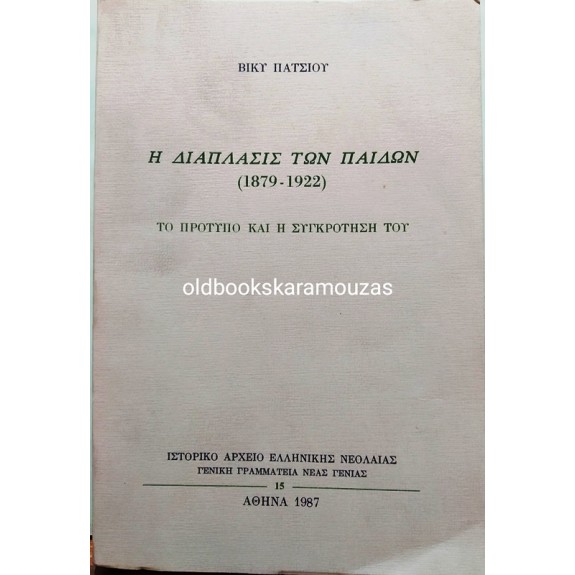 ΒΙΚΥ ΠΑΤΣΙΟΥ
Η ΔΙΑΠΛΑΣΙΣ ΤΩΝ ΠΑΙΔΩΝ
(1879-1922)
ΤΟ ΠΡΟΤΥΠΟ ΚΑΙ Η ΣΥΓΚΡΟΤΗΣΗ ΤΟΥ
oldbookskaramouzas
ΙΣΤΟΡΙΚΟ ΑΡΧΕΙΟ ΕΛΛΗΝΙΚΗΣ ΝΕΟΛΑΙΑΣ
ΓΕΝΙΚΗ ΓΡΑΜΜΑΤΕΙΑ ΝΕΑΣ ΓΕΝΙΑΣ
15
ΑΘΗΝΑ 1987